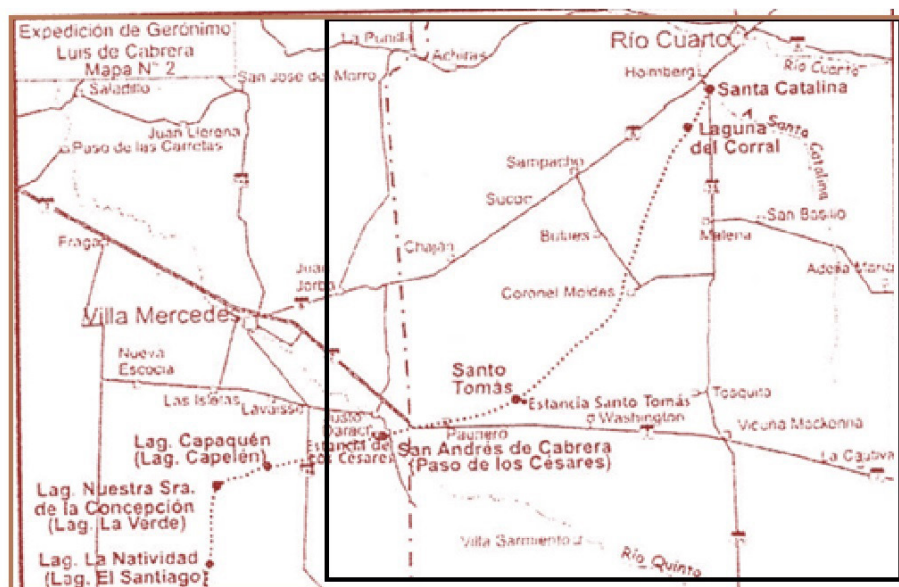 Expedición de Gerónimo
Luis de Cabrera
Mapa N° 2
La Punilla
Achiras
Río Cuarto
Río Cuarto
Holmberg
Santa Catalina
Saladillo
San José del Morro
Juan Llerena
Paso de las Carretas
Laguna
del Corral
Santa
Catalina
Sampacho
Suco
Bulnes
San Basilio
Malena
Fraga
Chaján
Adelia María
Juan
Jorba
Coronel Moldes
Villa Mercedes
Nueva
Escocia
Santo
Tomás
Las Isletas
Lavaisse
Estancia Santo Tomás
Tosquita
Justo
Daract
Washington
Vicuña Mackenna
Paunero
Lag. Capaquén
(Lag. Capelén)
Estancia de
los Césares
San Andrés de Cabrera
(Paso de los Césares)
La Cautiva
Lag. Nuestra Sra.
de la Concepción
(Lag. La Verde)
Villa Sarmiento
Río Quinto
Lag. La Natividad
(Lag. El Santiago)